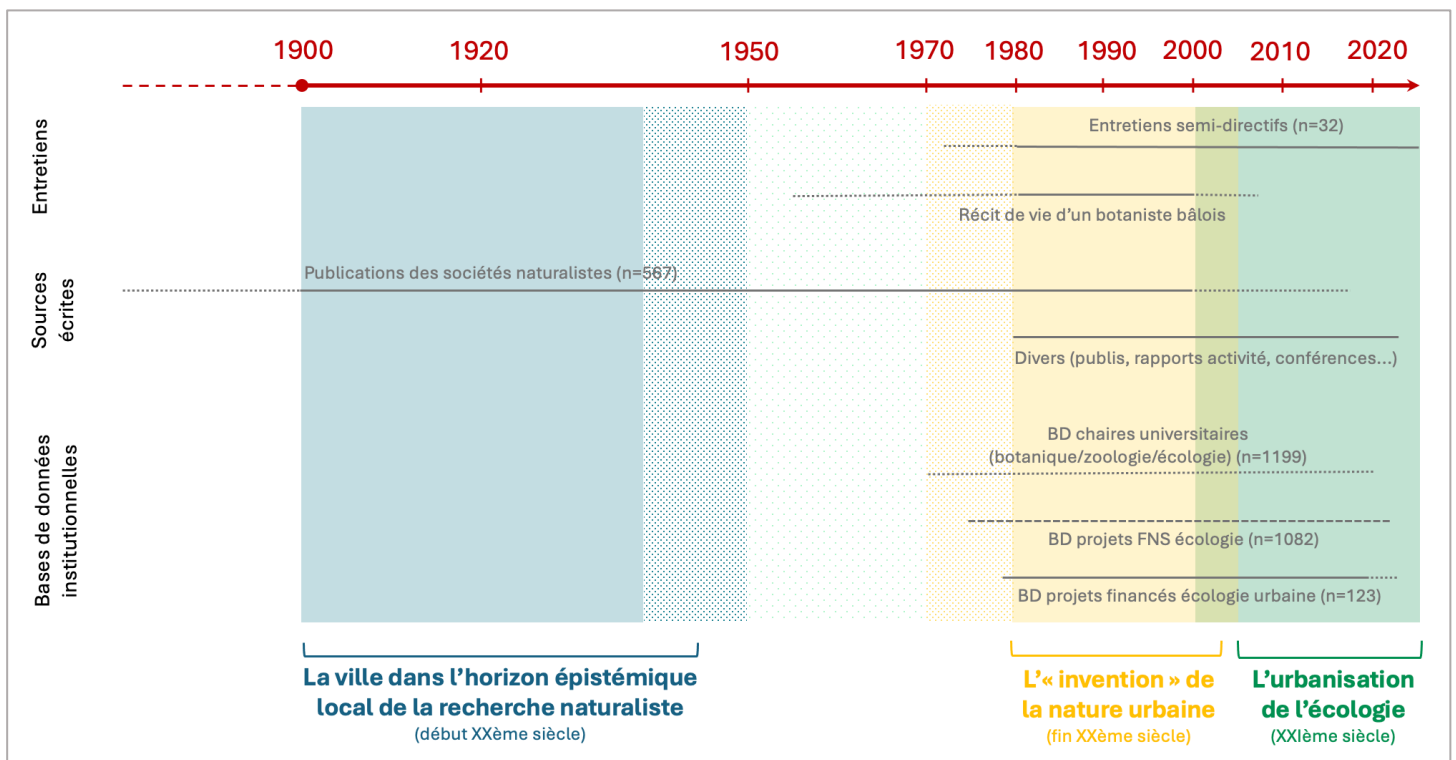 1900 1920 1950 1970 1980 1990 2000 2010 2020
Entretiens
Entretiens semi-directifs (n=32)
Récit de vie d'un botaniste bâlois
Sources
écrites
Publications des sociétés naturalistes (n=567)
Divers (publis, rapports activité, conférences...)
Bases de données
institutionnelles
BD chaires universitaires
(botanique/zoologie/écologie) (n=1199)
BD projets FNS écologie (n=1082)
BD projets financés écologie urbaine (n=123)
La ville dans l'horizon épistémique
local de la recherche naturaliste
(début XXème siècle)
L'« invention » de
la nature urbaine
(fin XXème siècle)
L'urbanisation
de l'écologie
(XXIème siècle)